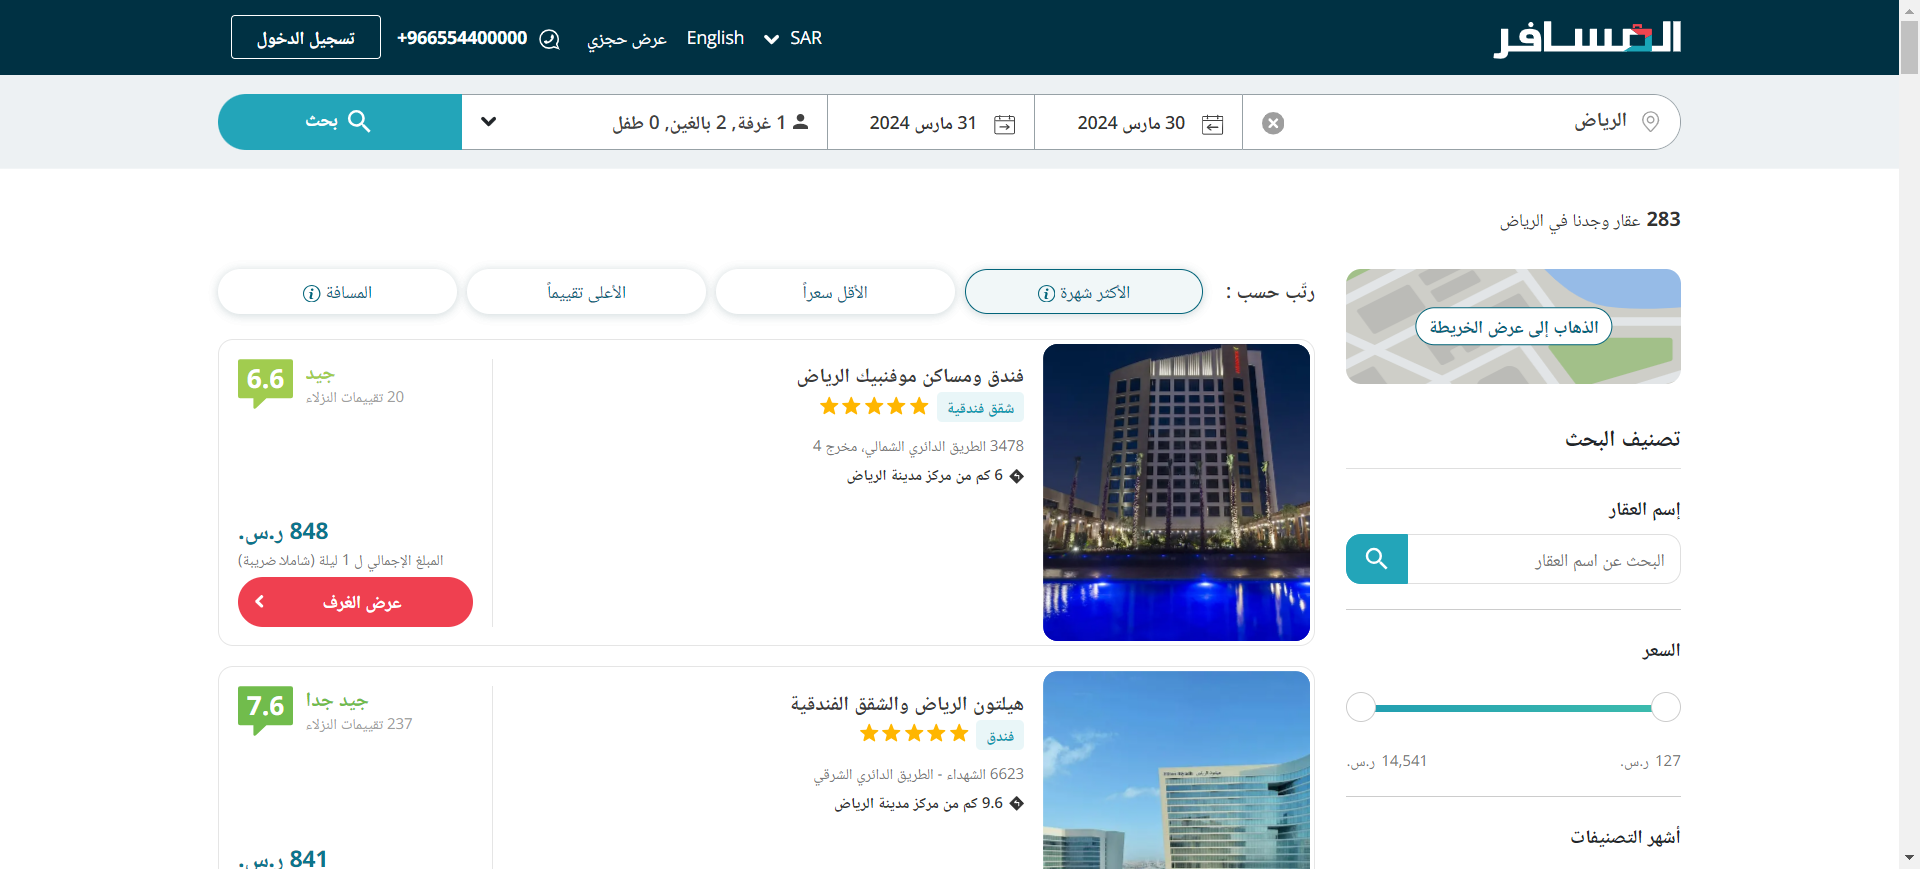 المسافر
SAR
English
عرض حجزي
+966554400000
تسجيل الدخول
الرياض
30 مارس 2024
31 مارس 2024
1 غرفة, 2 بالغين, 0 طفل
بحث
283 عقار وجدنا في الرياض
الذهاب إلى عرض الخريطة
رتّب حسب :
الأكثر شهرة
الأقل سعراً
الأعلى تقييماً
المسافة
تصنيف البحث
إسم العقار
البحث عن اسم العقار
السعر
127 ر.س.
14,541 ر.س.
أشهر التصنيفات
فندق ومساكن موفنبيك الرياض
شقق فندقية
3478 الطريق الدائري الشمالي، مخرج 4
6 كم من مركز مدينة الرياض
6.6
جيد
20 تقييمات النزلاء
848 ر.س.
المبلغ الإجمالي ل 1 ليلة (شاملا ضريبة)
عرض الغرف
هيلتون الرياض والشقق الفندقية
فندق
6623 الشهداء - الطريق الدائري الشرقي
9.6 كم من مركز مدينة الرياض
7.6
جيد جدا
237 تقييمات النزلاء
841 ر.س.